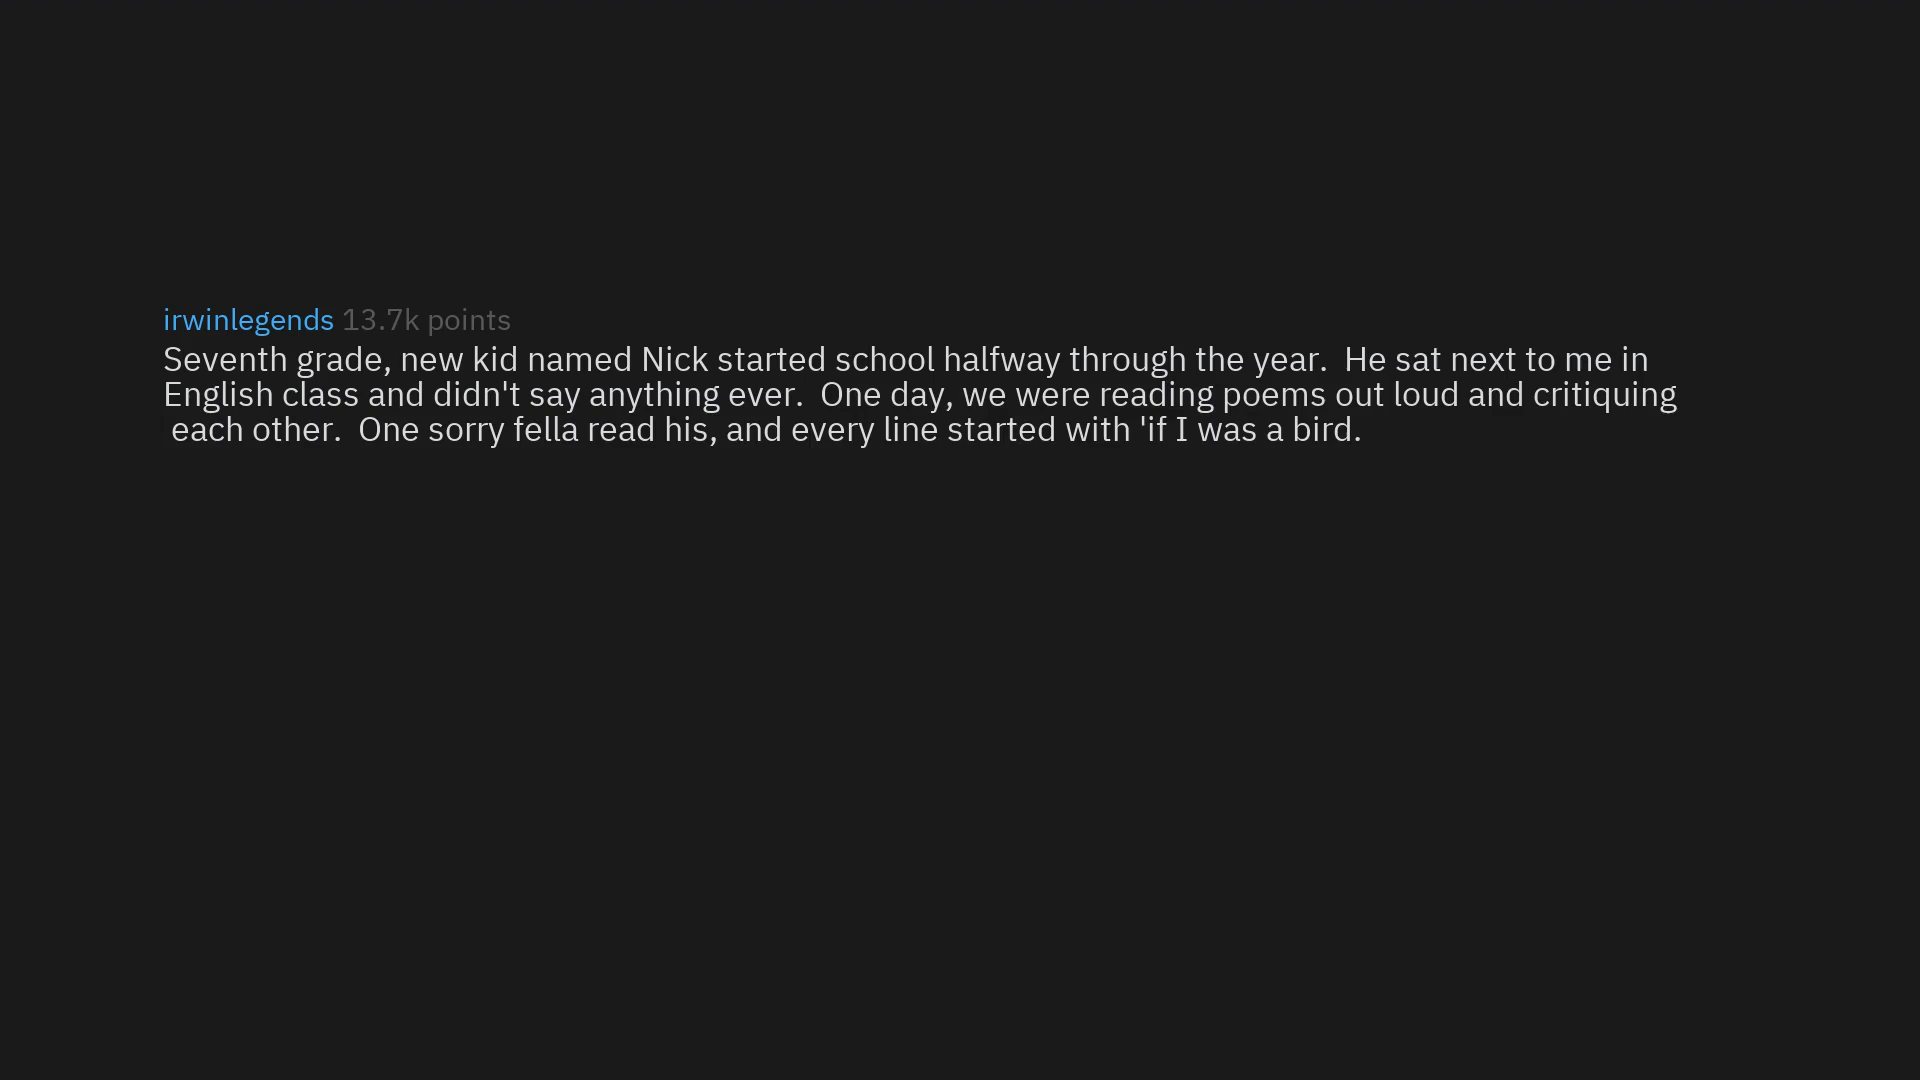 irwinlegends 13.7k points
Seventh grade, new kid named Nick started school halfway through the year.  He sat next to me in
English class and didn't say anything ever.  One day, we were reading poems out loud and critiquing
each other.  One sorry fella read his, and every line started with 'if I was a bird.